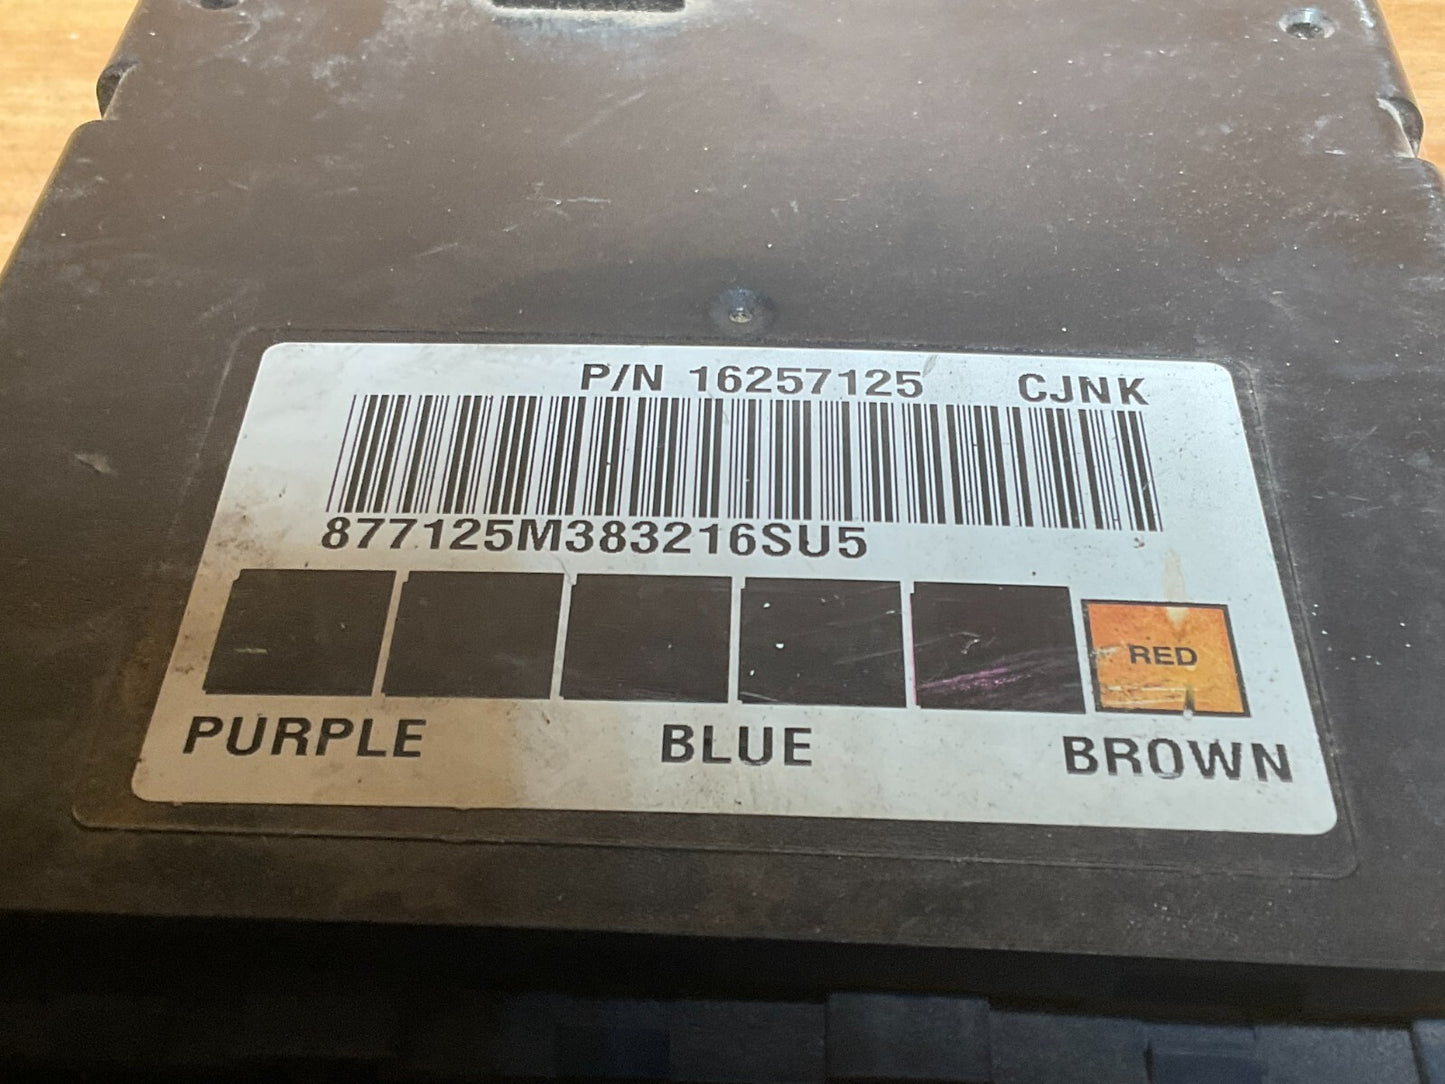 P/N 16257125 CJNK
877125M383216SU5
RED
PURPLE BLUE BROWN